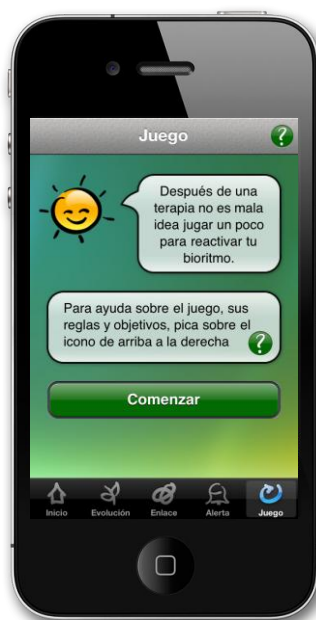 Juego
?
Después de una
terapia no es mala
idea jugar un poco
para reactivar tu
bioritmo.
Para ayuda sobre el juego, sus
reglas y objetivos, pica sobre el
icono de arriba a la derecha
?
Comenzar
Inicio
Evolución
Enlace
Alerta
Juego